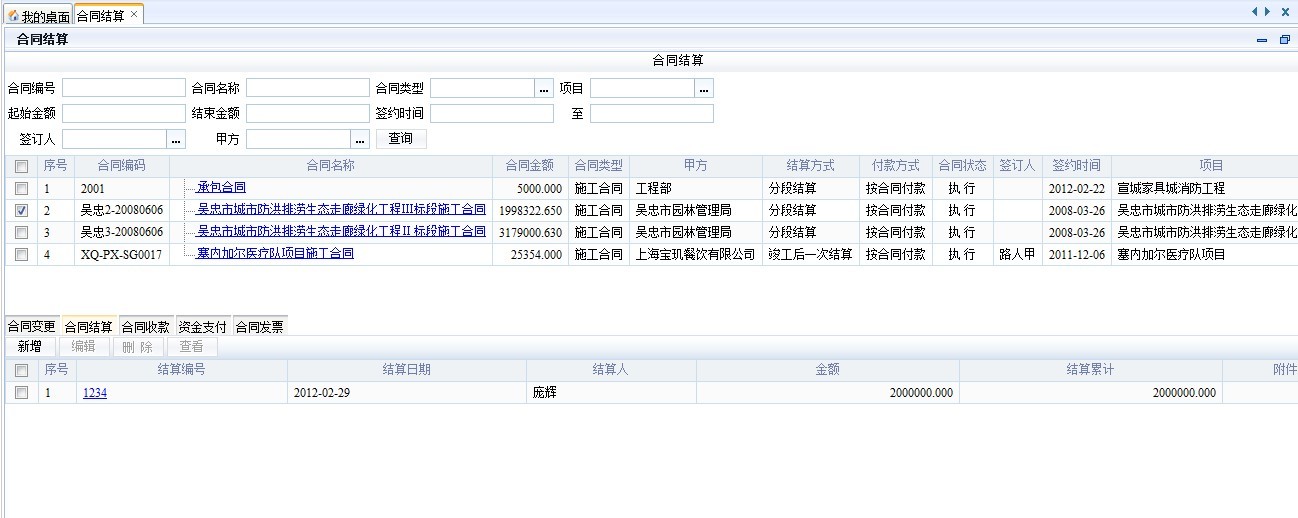 我的桌面 合同结算
合同结算
合同结算
合同编号 合同名称 合同类型 ... 项目 ...
起始金额 结束金额 签约时间 至
签订人 ... 甲方 ... 查询
序号 合同编码 合同名称 合同金额 合同类型 甲方 结算方式 付款方式 合同状态 签订人 签约时间 项目
1 2001 承包合同 5000.000 施工合同 工程部 分段结算 按合同付款 执 行 2012-02-22 宣城家具城消防工程
2 吴忠2-20080606 吴忠市城市防洪排涝生态走廊绿化工程III标段施工合同 1998322.650 施工合同 吴忠市园林管理局 分段结算 按合同付款 执 行 2008-03-26 吴忠市城市防洪排涝生态走廊绿化
3 吴忠3-20080606 吴忠市城市防洪排涝生态走廊绿化工程II标段施工合同 3179000.630 施工合同 吴忠市园林管理局 分段结算 按合同付款 执 行 2008-03-26 吴忠市城市防洪排涝生态走廊绿化
4 XQ-PX-SG0017 塞内加尔医疗队项目施工合同 25354.000 施工合同 上海宝玑餐饮有限公司 竣工后一次结算 按合同付款 执 行 路人甲 2011-12-06 塞内加尔医疗队项目
合同变更 合同结算 合同收款 资金支付 合同发票
新增 编辑 删 除 查看
序号 结算编号 结算日期 结算人 金额 结算累计 附件
1 1234 2012-02-29 庞辉 2000000.000 2000000.000